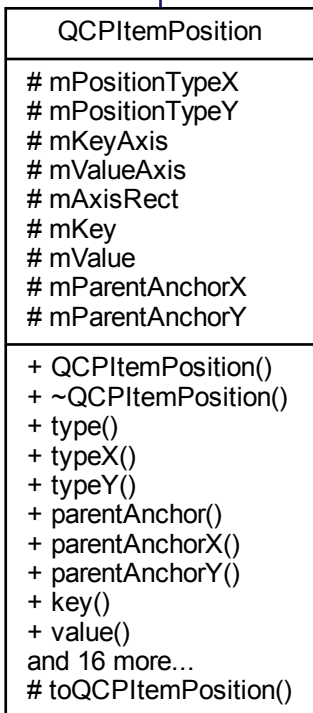 QCPItemPosition
# mPositionTypeX
# mPositionTypeY
# mKeyAxis
# mValueAxis
# mAxisRect
# mKey
# mValue
# mParentAnchorX
# mParentAnchorY
+ QCPItemPosition()
+ ~QCPItemPosition()
+ type()
+ typeX()
+ typeY()
+ parentAnchor()
+ parentAnchorX()
+ parentAnchorY()
+ key()
+ value()
and 16 more...
# toQCPItemPosition()